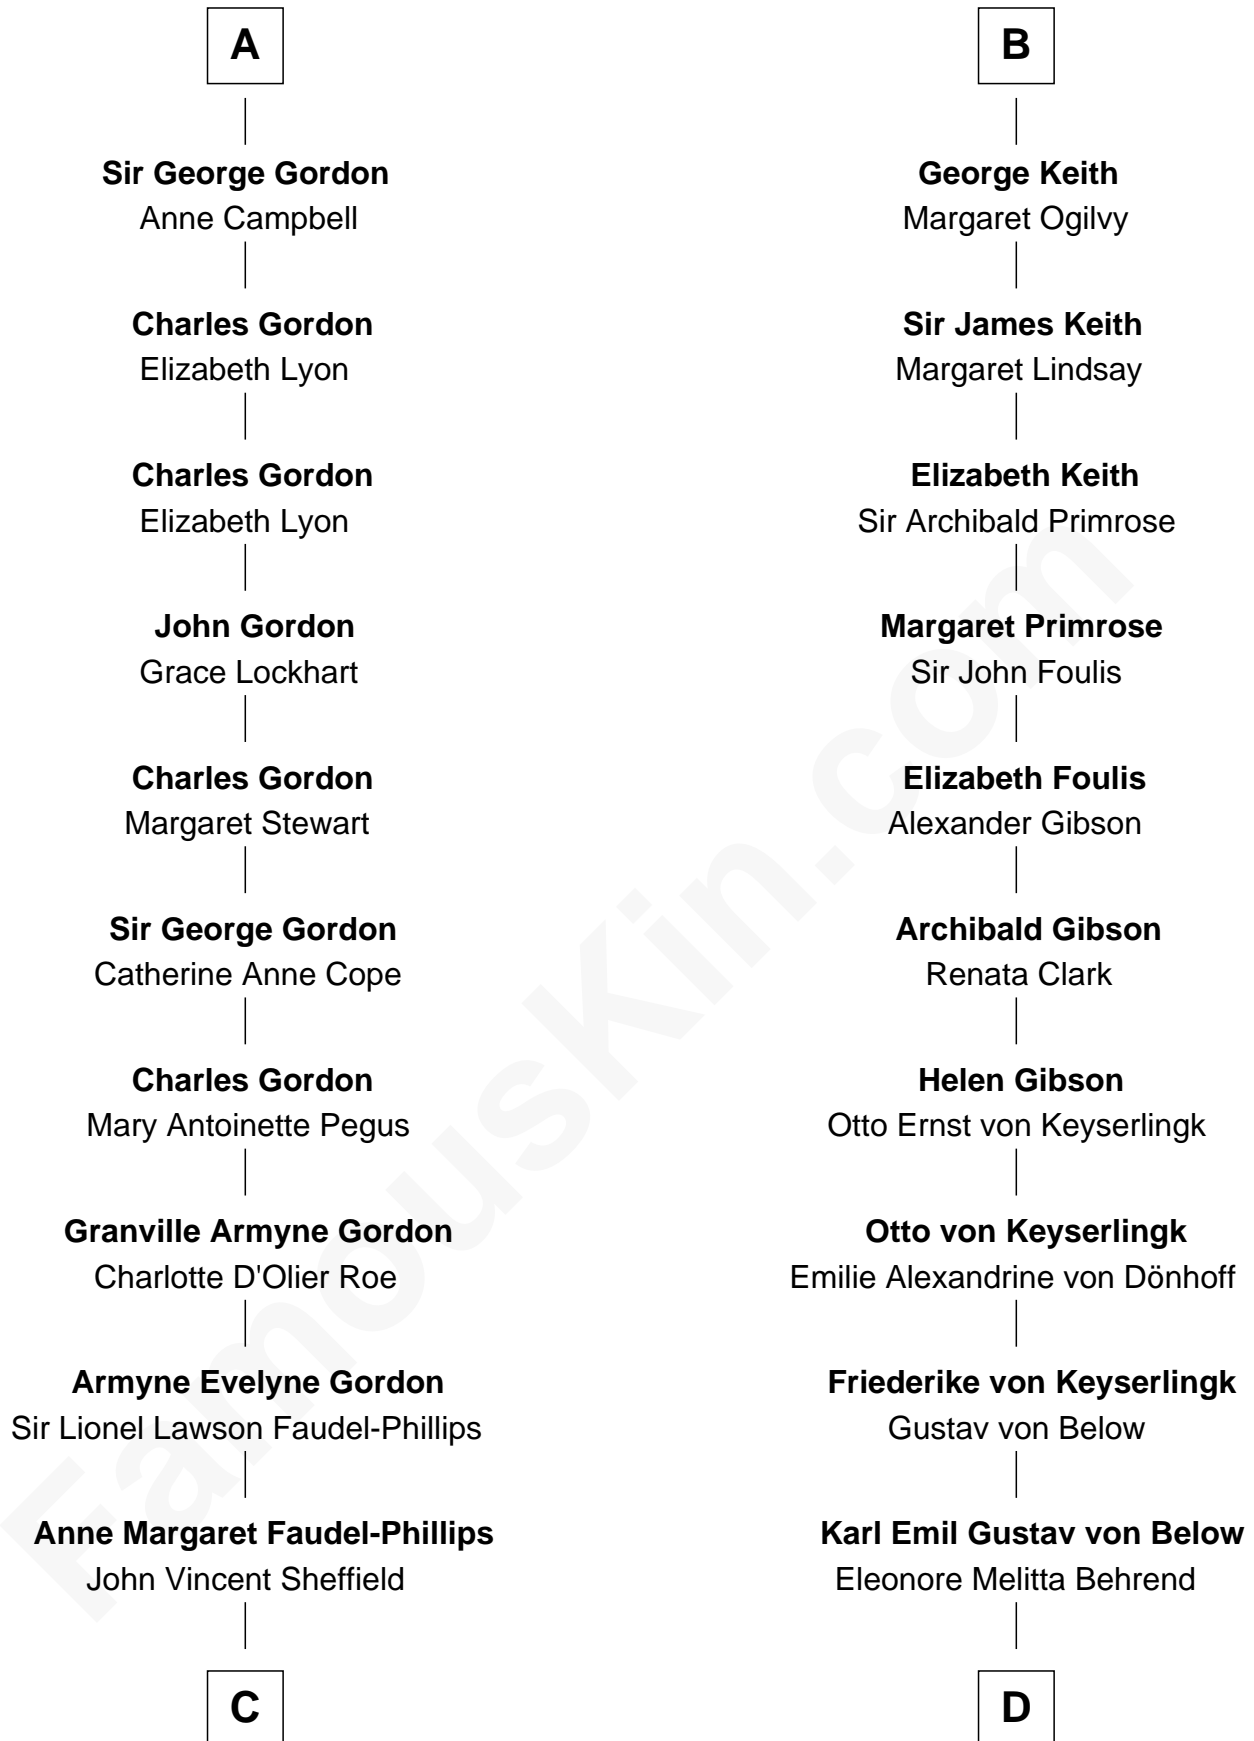 A
Sir George Gordon
Anne Campbell
Charles Gordon
Elizabeth Lyon
Charles Gordon
Elizabeth Lyon
John Gordon
Grace Lockhart
Charles Gordon
Margaret Stewart
Sir George Gordon
Catherine Anne Cope
Charles Gordon
Mary Antoinette Pegus
Granville Armyne Gordon
Charlotte D'Olier Roe
Armyne Evelyne Gordon
Sir Lionel Lawson Faudel-Phillips
Anne Margaret Faudel-Phillips
John Vincent Sheffield
C
B
George Keith
Margaret Ogilvy
Sir James Keith
Margaret Lindsay
Elizabeth Keith
Sir Archibald Primrose
Margaret Primrose
Sir John Foulis
Elizabeth Foulis
Alexander Gibson
Archibald Gibson
Renata Clark
Helen Gibson
Otto Ernst von Keyserlingk
Otto von Keyserlingk
Emilie Alexandrine von Dönhoff
Friederike von Keyserlingk
Gustav von Below
Karl Emil Gustav von Below
Eleonore Melitta Behrend
D
FamousKin.com